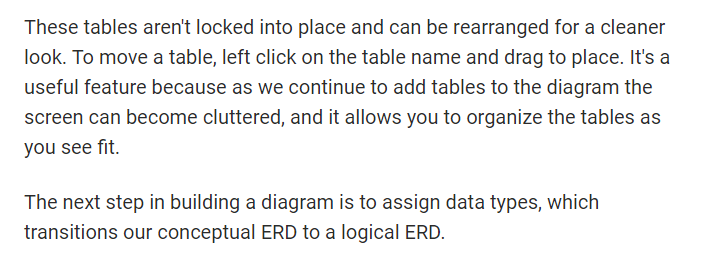 These tables aren't locked into place and can be rearranged for a cleaner
look. To move a table, left click on the table name and drag to place. It's a
useful feature because as we continue to add tables to the diagram the
screen can become cluttered, and it allows you to organize the tables as
you see fit.
The next step in building a diagram is to assign data types, which
transitions our conceptual ERD to a logical ERD.